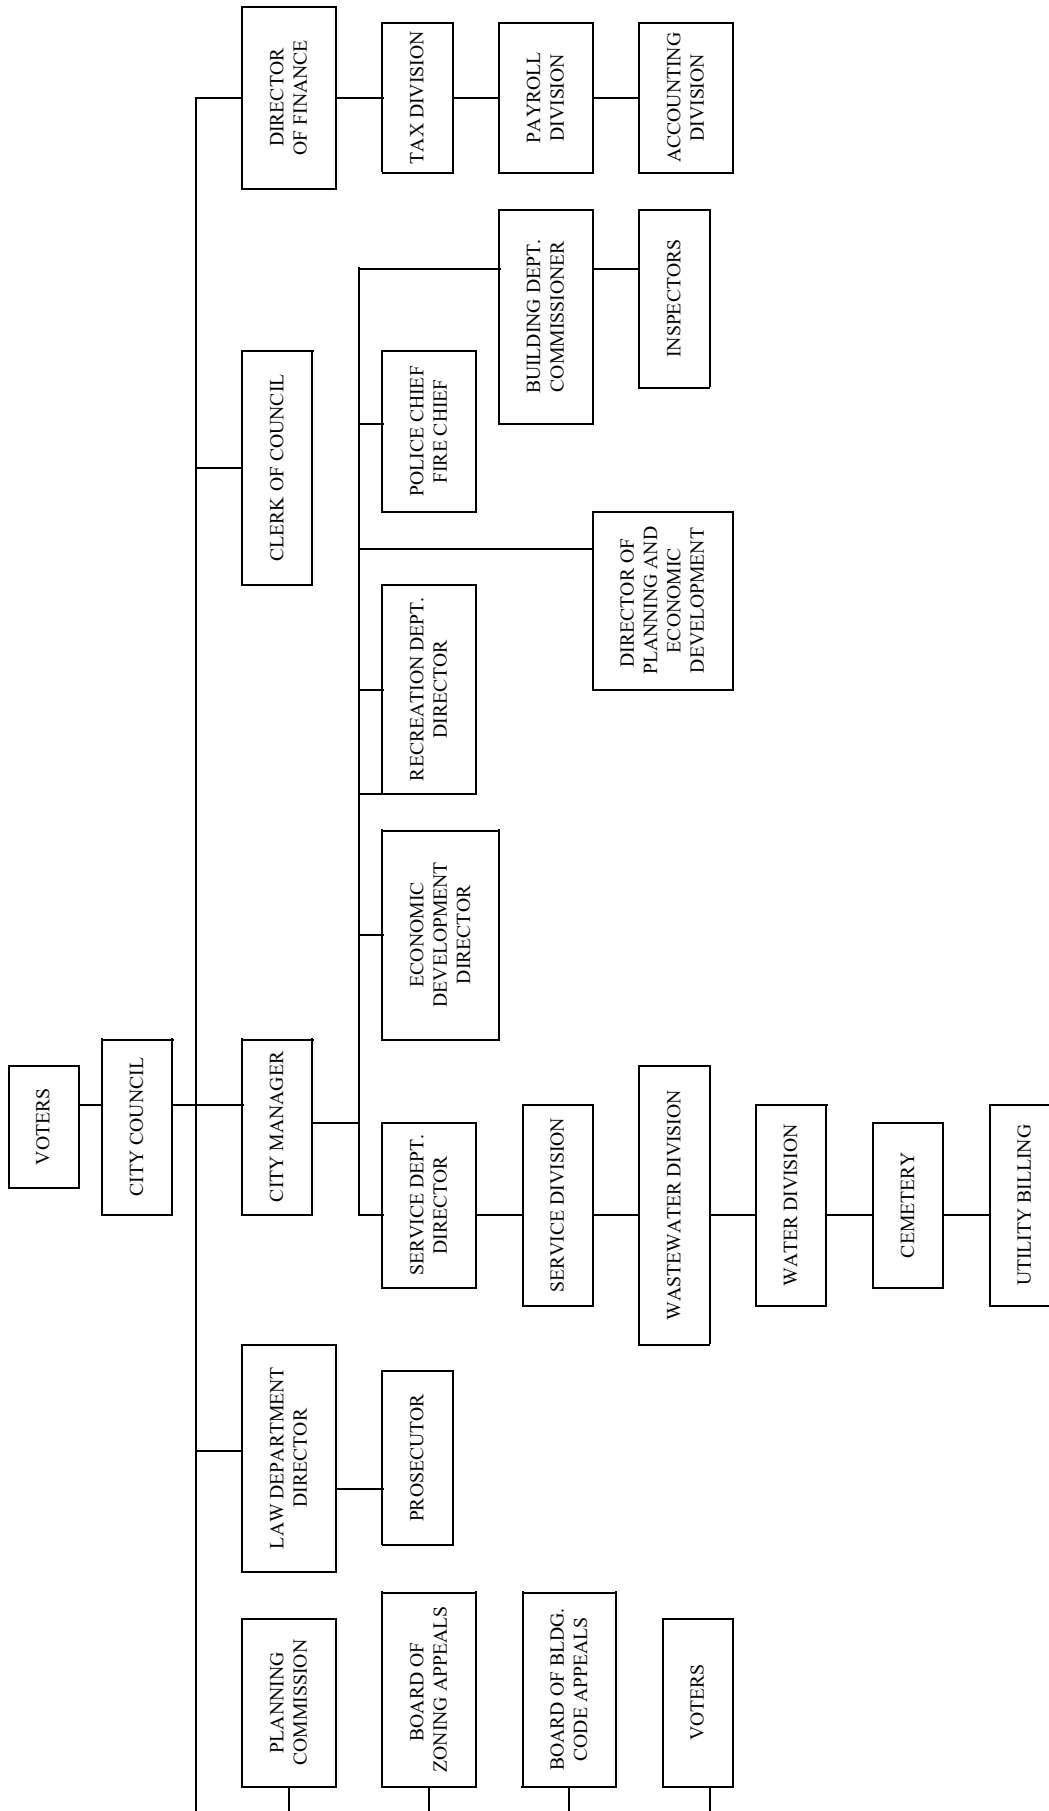 VOTERS
CITY COUNCIL
PLANNING
COMMISSION
LAW DEPARTMENT
DIRECTOR
CITY MANAGER
CLERK OF COUNCIL
DIRECTOR
OF FINANCE
BOARD OF
ZONING APPEALS
PROSECUTOR
SERVICE DEPT.
DIRECTOR
ECONOMIC
DEVELOPMENT
DIRECTOR
RECREATION DEPT.
DIRECTOR
POLICE CHIEF
FIRE CHIEF
TAX DIVISION
BOARD OF BLDG.
CODE APPEALS
SERVICE DIVISION
BUILDING DEPT.
COMMISSIONER
PAYROLL
DIVISION
VOTERS
WASTEWATER DIVISION
DIRECTOR OF
PLANNING AND
ECONOMIC
DEVELOPMENT
INSPECTORS
ACCOUNTING
DIVISION
WATER DIVISION
CEMETERY
UTILITY BILLING